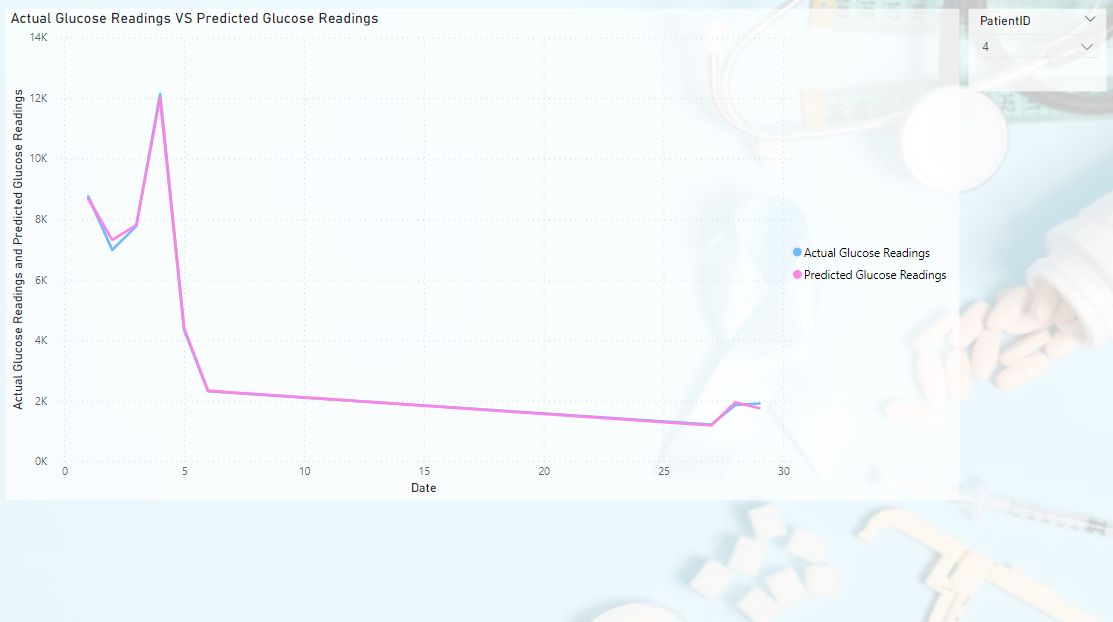 Actual Glucose Readings VS Predicted Glucose Readings
PatientID
4
14K
12K
10K
8K
6K
4K
2K
0K
Actual Glucose Readings and Predicted Glucose Readings
0 5 10 15 20 25 30
Date
Actual Glucose Readings
Predicted Glucose Readings